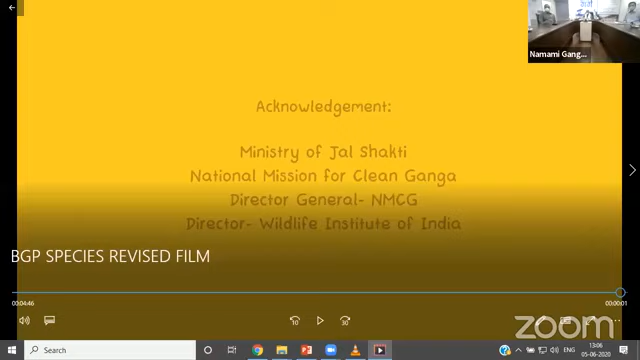 Namami Gang...
Acknowledgement:
Ministry of Jal Shakti
National Mission for Clean Ganga
Director General- NMCG
Director- Wildlife Institute of India
BGP SPECIES REVISED FILM
00:04:46
00:00:01
10
30
zoom
Search
ENG
13:06
05-06-2020